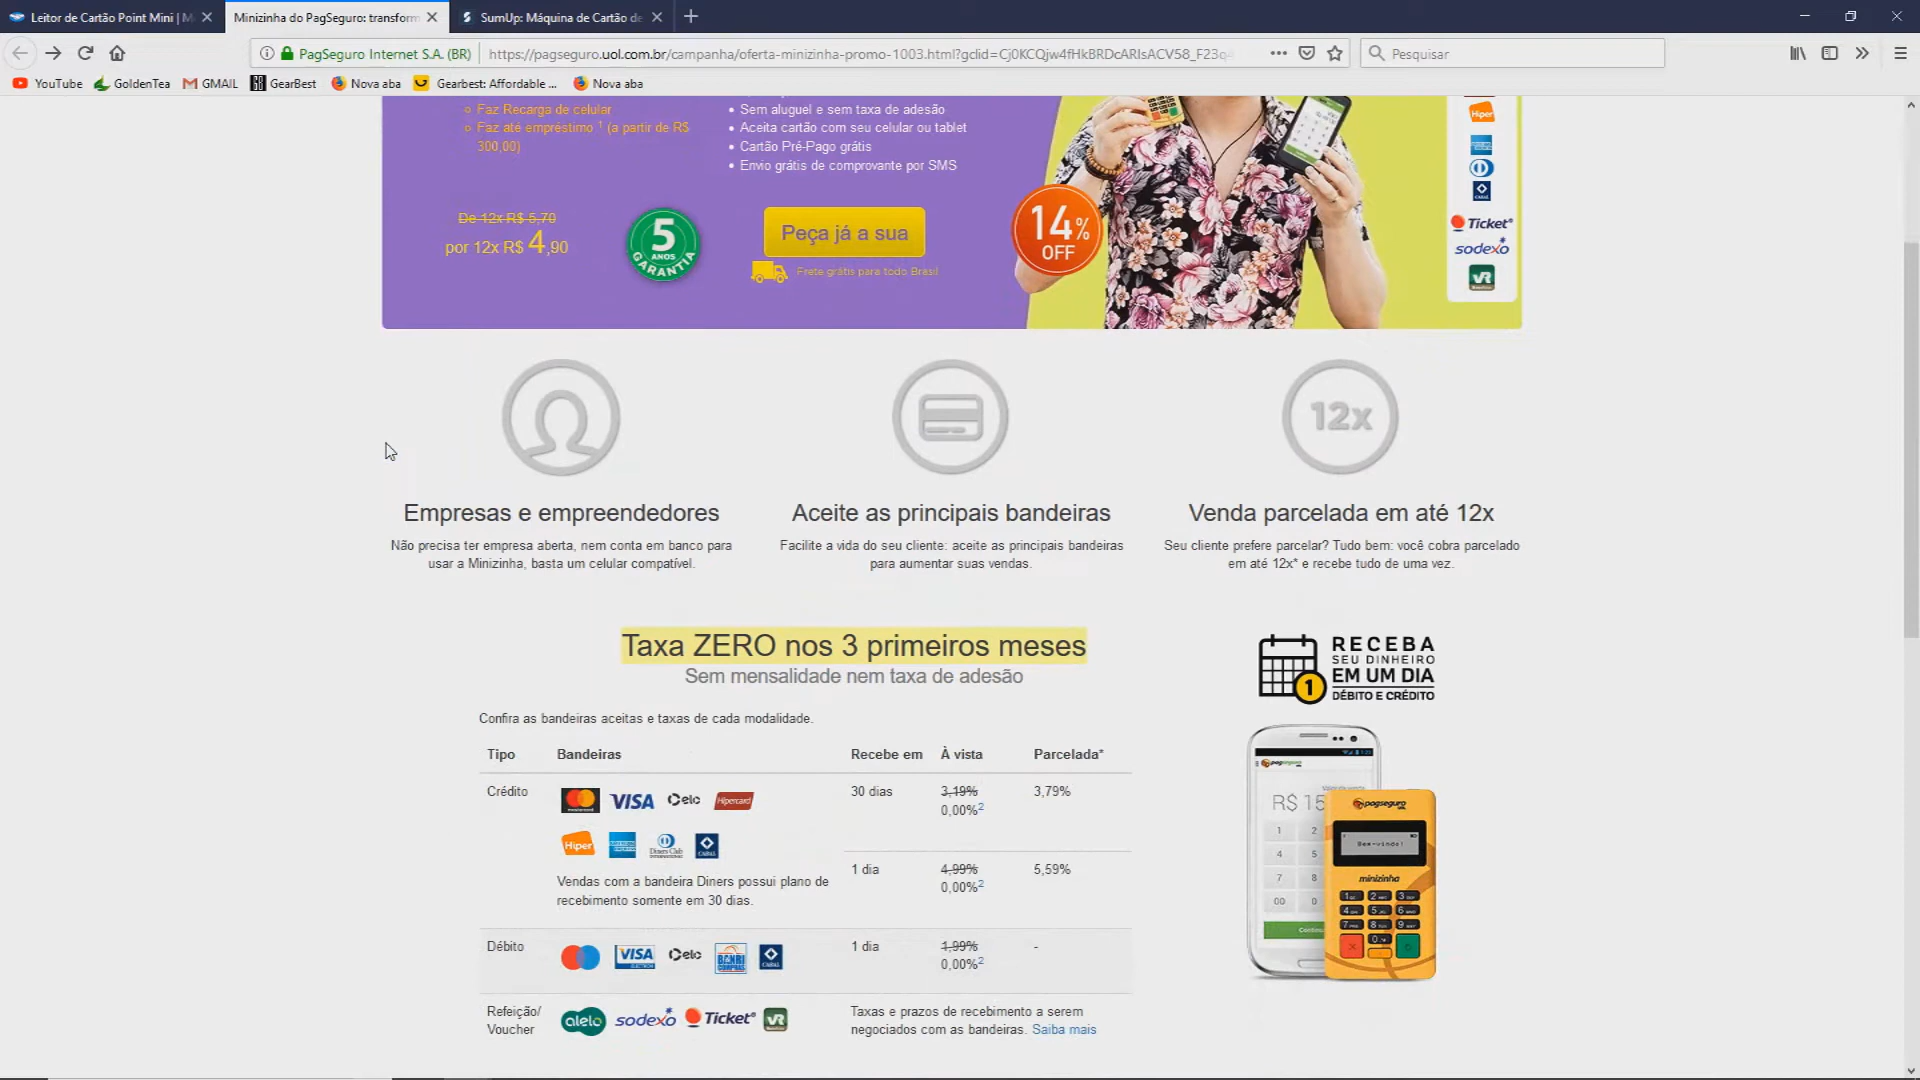 Leitor de Cartão Point Mini | M
Minizinha do PagSeguro: transform
SumUp: Máquina de Cartão de
PagSeguro Internet S.A. (BR)
https://pagseguro.uol.com.br/campanha/oferta-minizinha-promo-1003.html?gclid=Cj0KCQjw4fHkBRDcARIsACV58_F23q4
Pesquisar
YouTube
GoldenTea
GMAIL
GearBest
Nova aba
Gearbest: Affordable ...
Nova aba
Faz Recarga de celular
Faz até empréstimo 1 (a partir de R$
300,00)
Sem aluguel e sem taxa de adesão
Aceita cartão com seu celular ou tablet
Cartão Pré-Pago grátis
Envio grátis de comprovante por SMS
De 12x R$ 5,70
por 12x R$ 4,90
5
ANOS
GARANTIA
Peça já a sua
Frete grátis para todo Brasil
14%
OFF
Hiper
Ticket
sodexo
VR
12x
Empresas e empreendedores
Não precisa ter empresa aberta, nem conta em banco para
usar a Minizinha, basta um celular compatível.
Aceite as principais bandeiras
Facilite a vida do seu cliente: aceite as principais bandeiras
para aumentar suas vendas.
Venda parcelada em até 12x
Seu cliente prefere parcelar? Tudo bem: você cobra parcelado
em até 12x* e recebe tudo de uma vez.
Taxa ZERO nos 3 primeiros meses
Sem mensalidade nem taxa de adesão
Confira as bandeiras aceitas e taxas de cada modalidade.
Tipo Bandeiras Recebe em À vista Parcelada*
Crédito
VISA elo Hipercard
30 dias 3,19% 3,79%
0,00%2
Hiper
1 dia 4,99% 5,59%
0,00%2
Vendas com a bandeira Diners possui plano de
recebimento somente em 30 dias.
Débito
VISA elo BANRI COMPRAS
1 dia 1,99% -
0,00%2
Refeição/
Voucher
alelo sodexo Ticket VR
Taxas e prazos de recebimento a serem
negociados com as bandeiras. Saiba mais
RECEBA
SEU DINHEIRO
EM UM DIA
DÉBITO E CRÉDITO
1
pagseguro
R$ 15
pagseguro
Bem-vindo!
minizinha